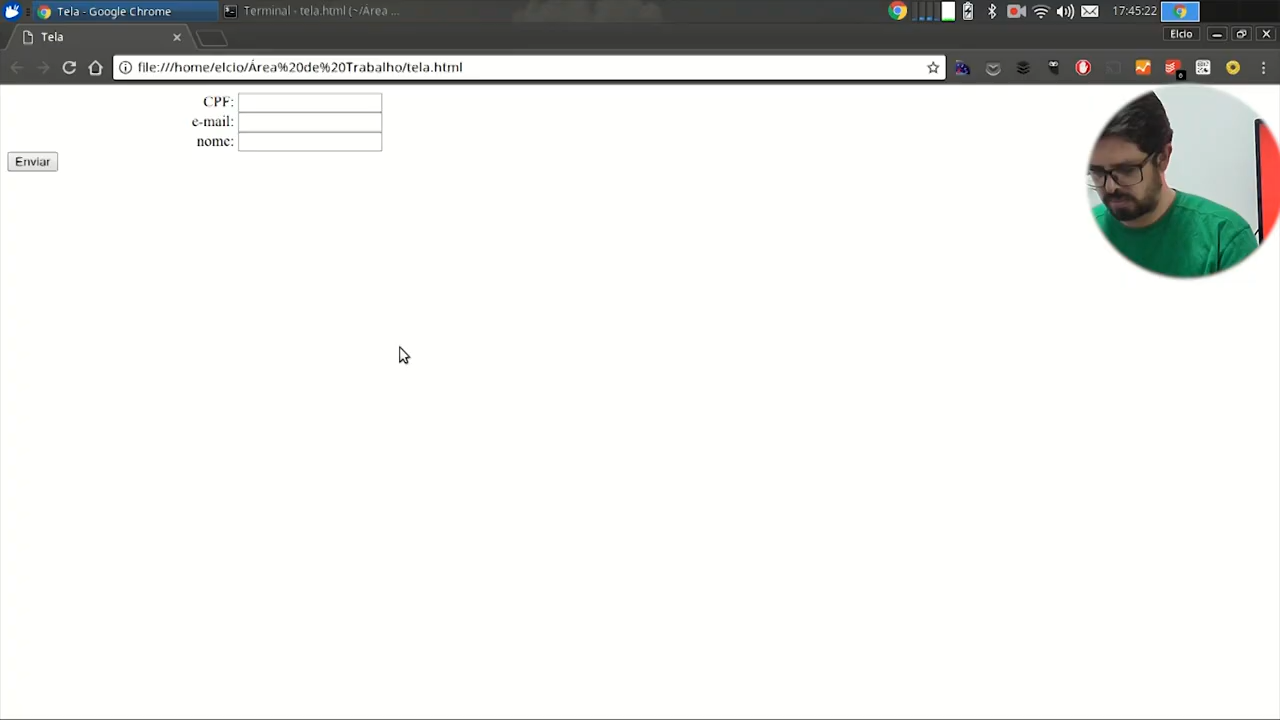 Tela - Google Chrome
Terminal - tela.html (~/Área ...
17:45:22
Tela
Elcio
file:///home/elcio/Área%20de%20Trabalho/tela.html
6
CPF:
e-mail:
nome:
Enviar